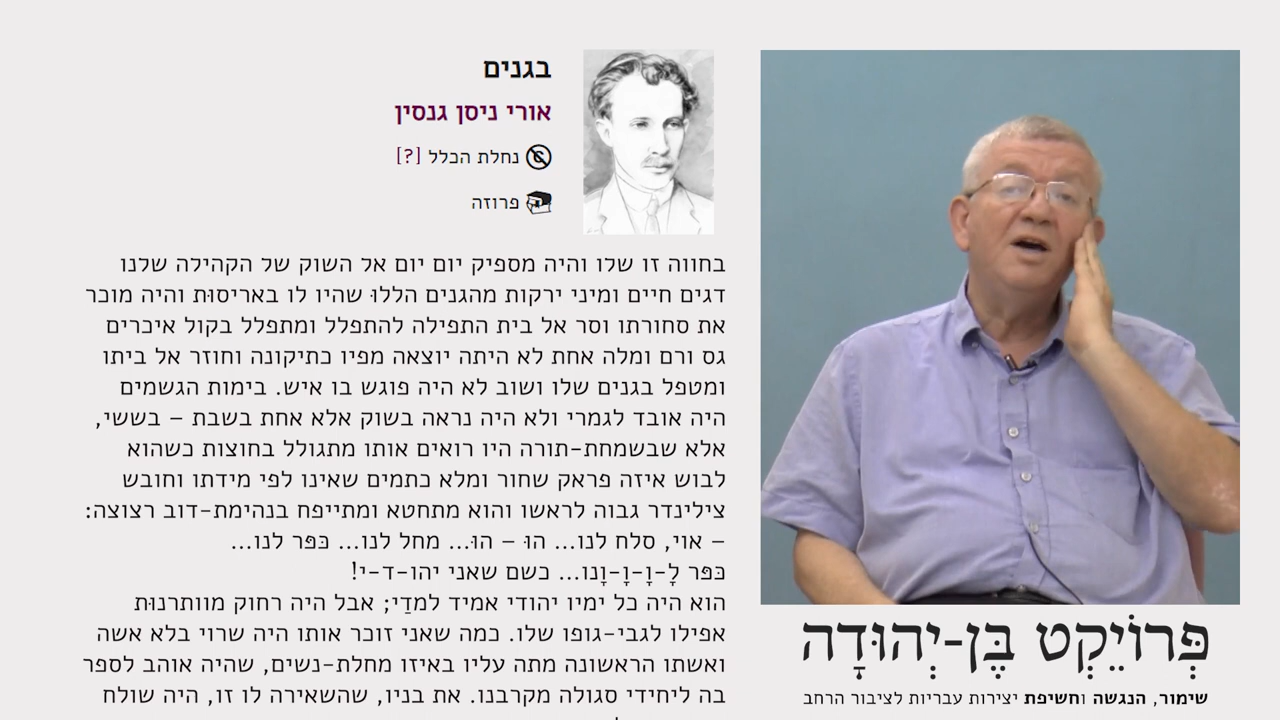 בגנים
אורי ניסן גנסין
נחלת הכלל [?]
פרוזה
בחווה זו שלו והיה מספיק יום יום אל השוק של הקהילה שלנו
דגים חיים ומיני ירקות מהגנים הללוּ שהיו לו באריסוּת והיה מוכר
את סחורתו וסר אל בית התפילה להתפלל ומתפלל בקול איכרים
גס ורם ומלה אחת לא היתה יוצאה מפיו כתיקונה וחוזר אל ביתו
ומטפל בגנים שלו ושוב לא היה פוגש בו איש. בימות הגשמים
היה אובד לגמרי ולא היה נראה בשוק אלא אחת בשבת – בששי,
אלא שבשמחת-תורה היו רואים אותו מתגולל בחוצות כשהוא
לבוש איזה פראק שחור ומלא כתמים שאינו לפי מידתו וחובש
צילינדר גבוה לראשו והוא מתחטא ומתייפח בנהימת-דוב רצוצה:
– אוי, סלח לנו... הוּ – הוּ... מחל לנו... כּפּר לנו...
כּפּר לָ-וָ-וָ-וָנו... כשם שאני יהו-ד-י!
הוא היה כל ימיו יהודי אמיד למדַי; אבל היה רחוק מוותרנוּת
אפילו לגבי-גופו שלו. כמה שאני זוכר אותו היה שרוי בלא אשה
ואשתו הראשונה מתה עליו באיזו מחלת-נשים, שהיה אוהב לספר
בה ליחידי סגולה מקרבנו. את בניו, שהשאירה לו זו, היה שולח
פְּרוֹיֵקְט בֶּן-יְהוּדָה
שימור, הנגשה וחשיפת יצירות עבריות לציבור הרחב